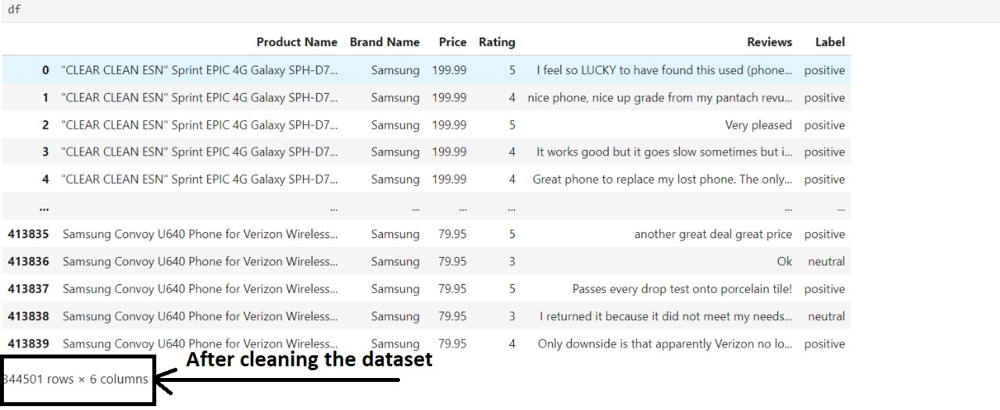 df
Product Name Brand Name Price Rating Reviews Label
0 "CLEAR CLEAN ESN" Sprint EPIC 4G Galaxy SPH-D7... Samsung 199.99 5 I feel so LUCKY to have found this used (phone... positive
1 "CLEAR CLEAN ESN" Sprint EPIC 4G Galaxy SPH-D7... Samsung 199.99 4 nice phone, nice up grade from my pantach revu... positive
2 "CLEAR CLEAN ESN" Sprint EPIC 4G Galaxy SPH-D7... Samsung 199.99 5 Very pleased positive
3 "CLEAR CLEAN ESN" Sprint EPIC 4G Galaxy SPH-D7... Samsung 199.99 4 It works good but it goes slow sometimes but i... positive
4 "CLEAR CLEAN ESN" Sprint EPIC 4G Galaxy SPH-D7... Samsung 199.99 4 Great phone to replace my lost phone. The only... positive
... ... ... ... ... ... ...
413835 Samsung Convoy U640 Phone for Verizon Wireless... Samsung 79.95 5 another great deal great price positive
413836 Samsung Convoy U640 Phone for Verizon Wireless... Samsung 79.95 3 Ok neutral
413837 Samsung Convoy U640 Phone for Verizon Wireless... Samsung 79.95 5 Passes every drop test onto porcelain tile! positive
413838 Samsung Convoy U640 Phone for Verizon Wireless... Samsung 79.95 3 I returned it because it did not meet my needs... neutral
413839 Samsung Convoy U640 Phone for Verizon Wireless... Samsung 79.95 4 Only downside is that apparently Verizon no lo... positive
After cleaning the dataset
344501 rows × 6 columns